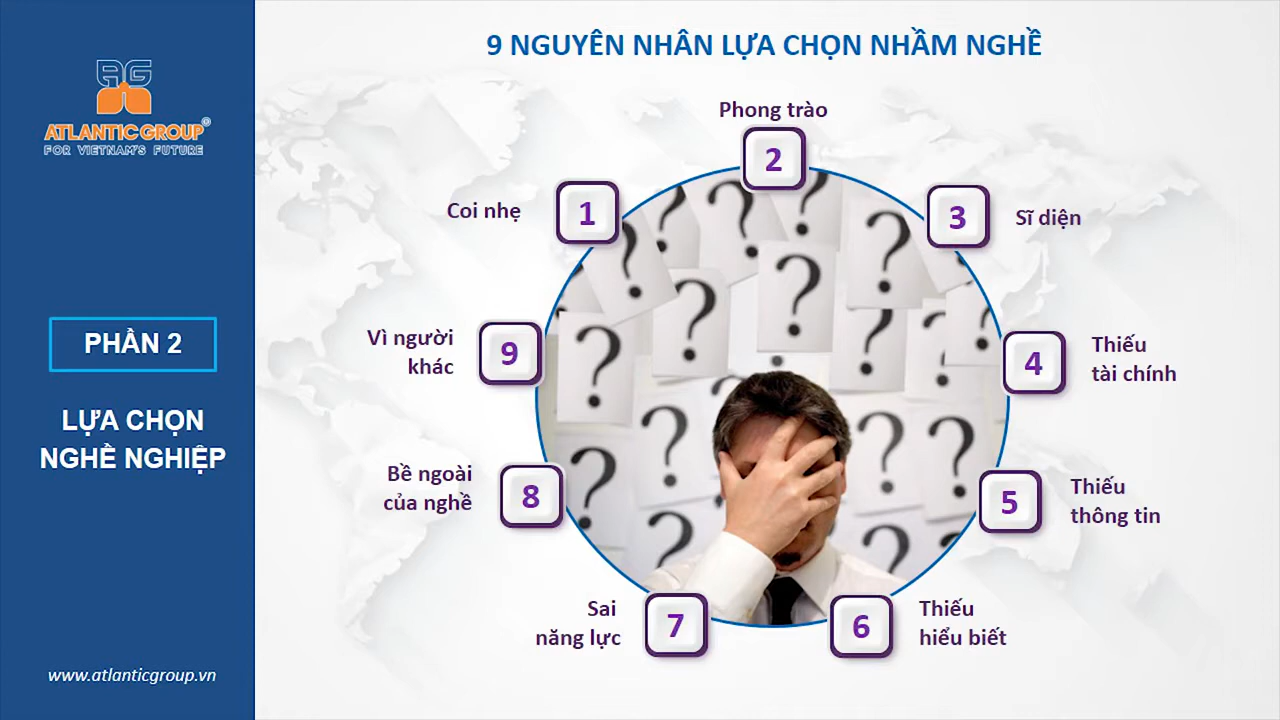 AG
ATLANTIC GROUP®
FOR VIETNAM'S FUTURE
PHẦN 2
LỰA CHỌN
NGHỀ NGHIỆP
www.atlanticgroup.vn
9 NGUYÊN NHÂN LỰA CHỌN NHẦM NGHỀ
1
Coi nhẹ
2
Phong trào
3
Sĩ diện
4
Thiếu
tài chính
5
Thiếu
thông tin
6
Thiếu
hiểu biết
7
Sai
năng lực
8
Bề ngoài
của nghề
9
Vì người
khác